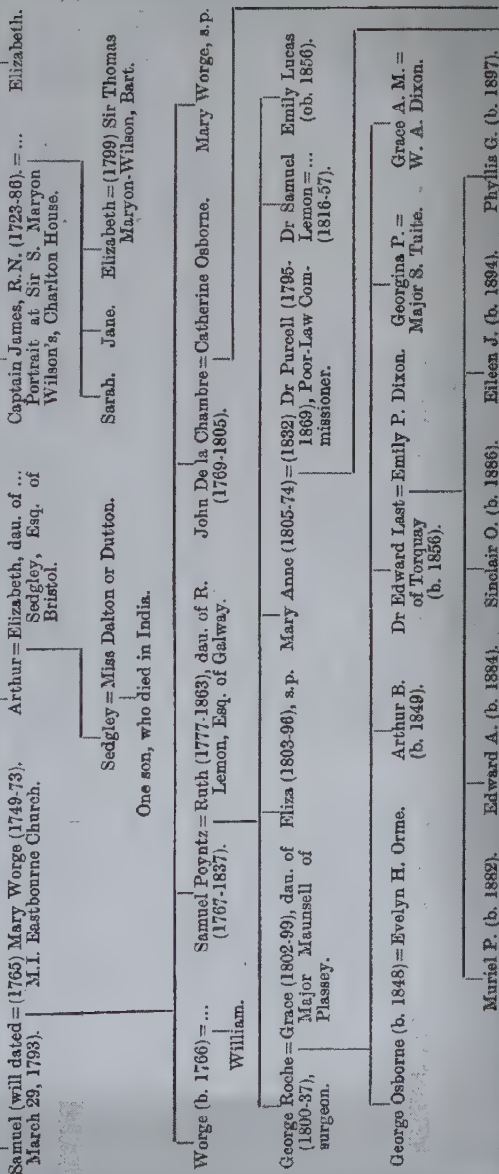 Samuel (will dated = (1765) Mary Worge (1749-73).
March 29, 1793). M.I. Eastbourne Church.
Arthur = Elizabeth, dau. of ...
Sedgley, Esq. of
Bristol.
Captain James, R.N. (1723-86). = ...
Portrait at Sir S. Maryon
Wilson's, Charlton House.
Elizabeth.
Sedgley = Miss Dalton or Dutton.
One son, who died in India.
Sarah.
Jane.
Elizabeth = (1799) Sir Thomas
Maryon-Wilson, Bart.
Worge (b. 1766) = ...
William.
Samuel Poyntz = Ruth (1777-1863), dau. of R.
(1767-1837). Lemon, Esq. of Galway.
John De la Chambre = Catherine Osborne.
(1769-1805).
Mary Worge, s.p.
George Roche = Grace (1802-99), dau. of
(1800-37), Major Maunsell of
surgeon. Plassey.
Eliza (1803-96), s.p.
Mary Anne (1805-74) = (1832) Dr Purcell (1795-
1869), Poor-Law Com-
missioner.
Dr Samuel
Lemon = ...
(1816-57).
Emily Lucas
(ob. 1856).
George Osborne (b. 1848) = Evelyn H. Orme.
Arthur B.
(b. 1849).
Dr Edward Last = Emily P. Dixon.
of Torquay
(b. 1856).
Georgina P. =
Major S. Tuite.
Grace A. M. =
W. A. Dixon.
Muriel P. (b. 1882).
Edward A. (b. 1884).
Sinclair O. (b. 1886).
Eileen J. (b. 1894).
Phyllis G. (b. 1897).